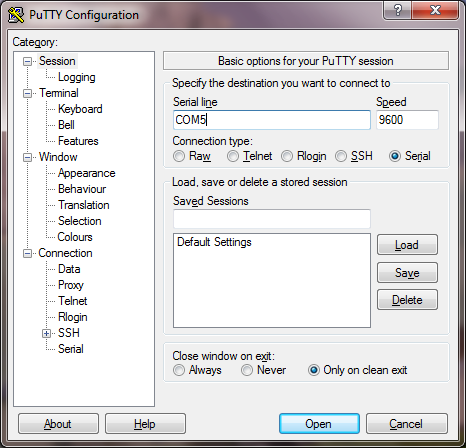 PuTTY Configuration
Category:
Session
Logging
Terminal
Keyboard
Bell
Features
Window
Appearance
Behaviour
Translation
Selection
Colours
Connection
Data
Proxy
Telnet
Rlogin
SSH
Serial
Basic options for your PuTTY session
Specify the destination you want to connect to
Serial line Speed
COM5 9600
Connection type:
Raw Telnet Rlogin SSH Serial
Load, save or delete a stored session
Saved Sessions
Default Settings
Load
Save
Delete
Close window on exit:
Always Never Only on clean exit
About Help Open Cancel